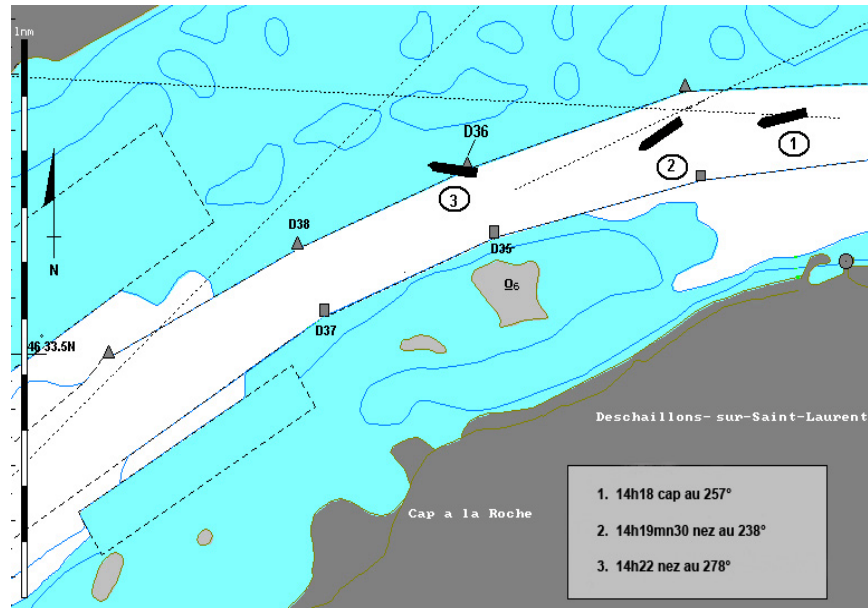 1nm
1
D36
2
3
D38
D35
N
o6
D37
46 33.5N
Deschaillons- sur-Saint-Laurent
Cap a la Roche
1. 14h18 cap au 257°
2. 14h19mn30 nez au 238°
3. 14h22 nez au 278°